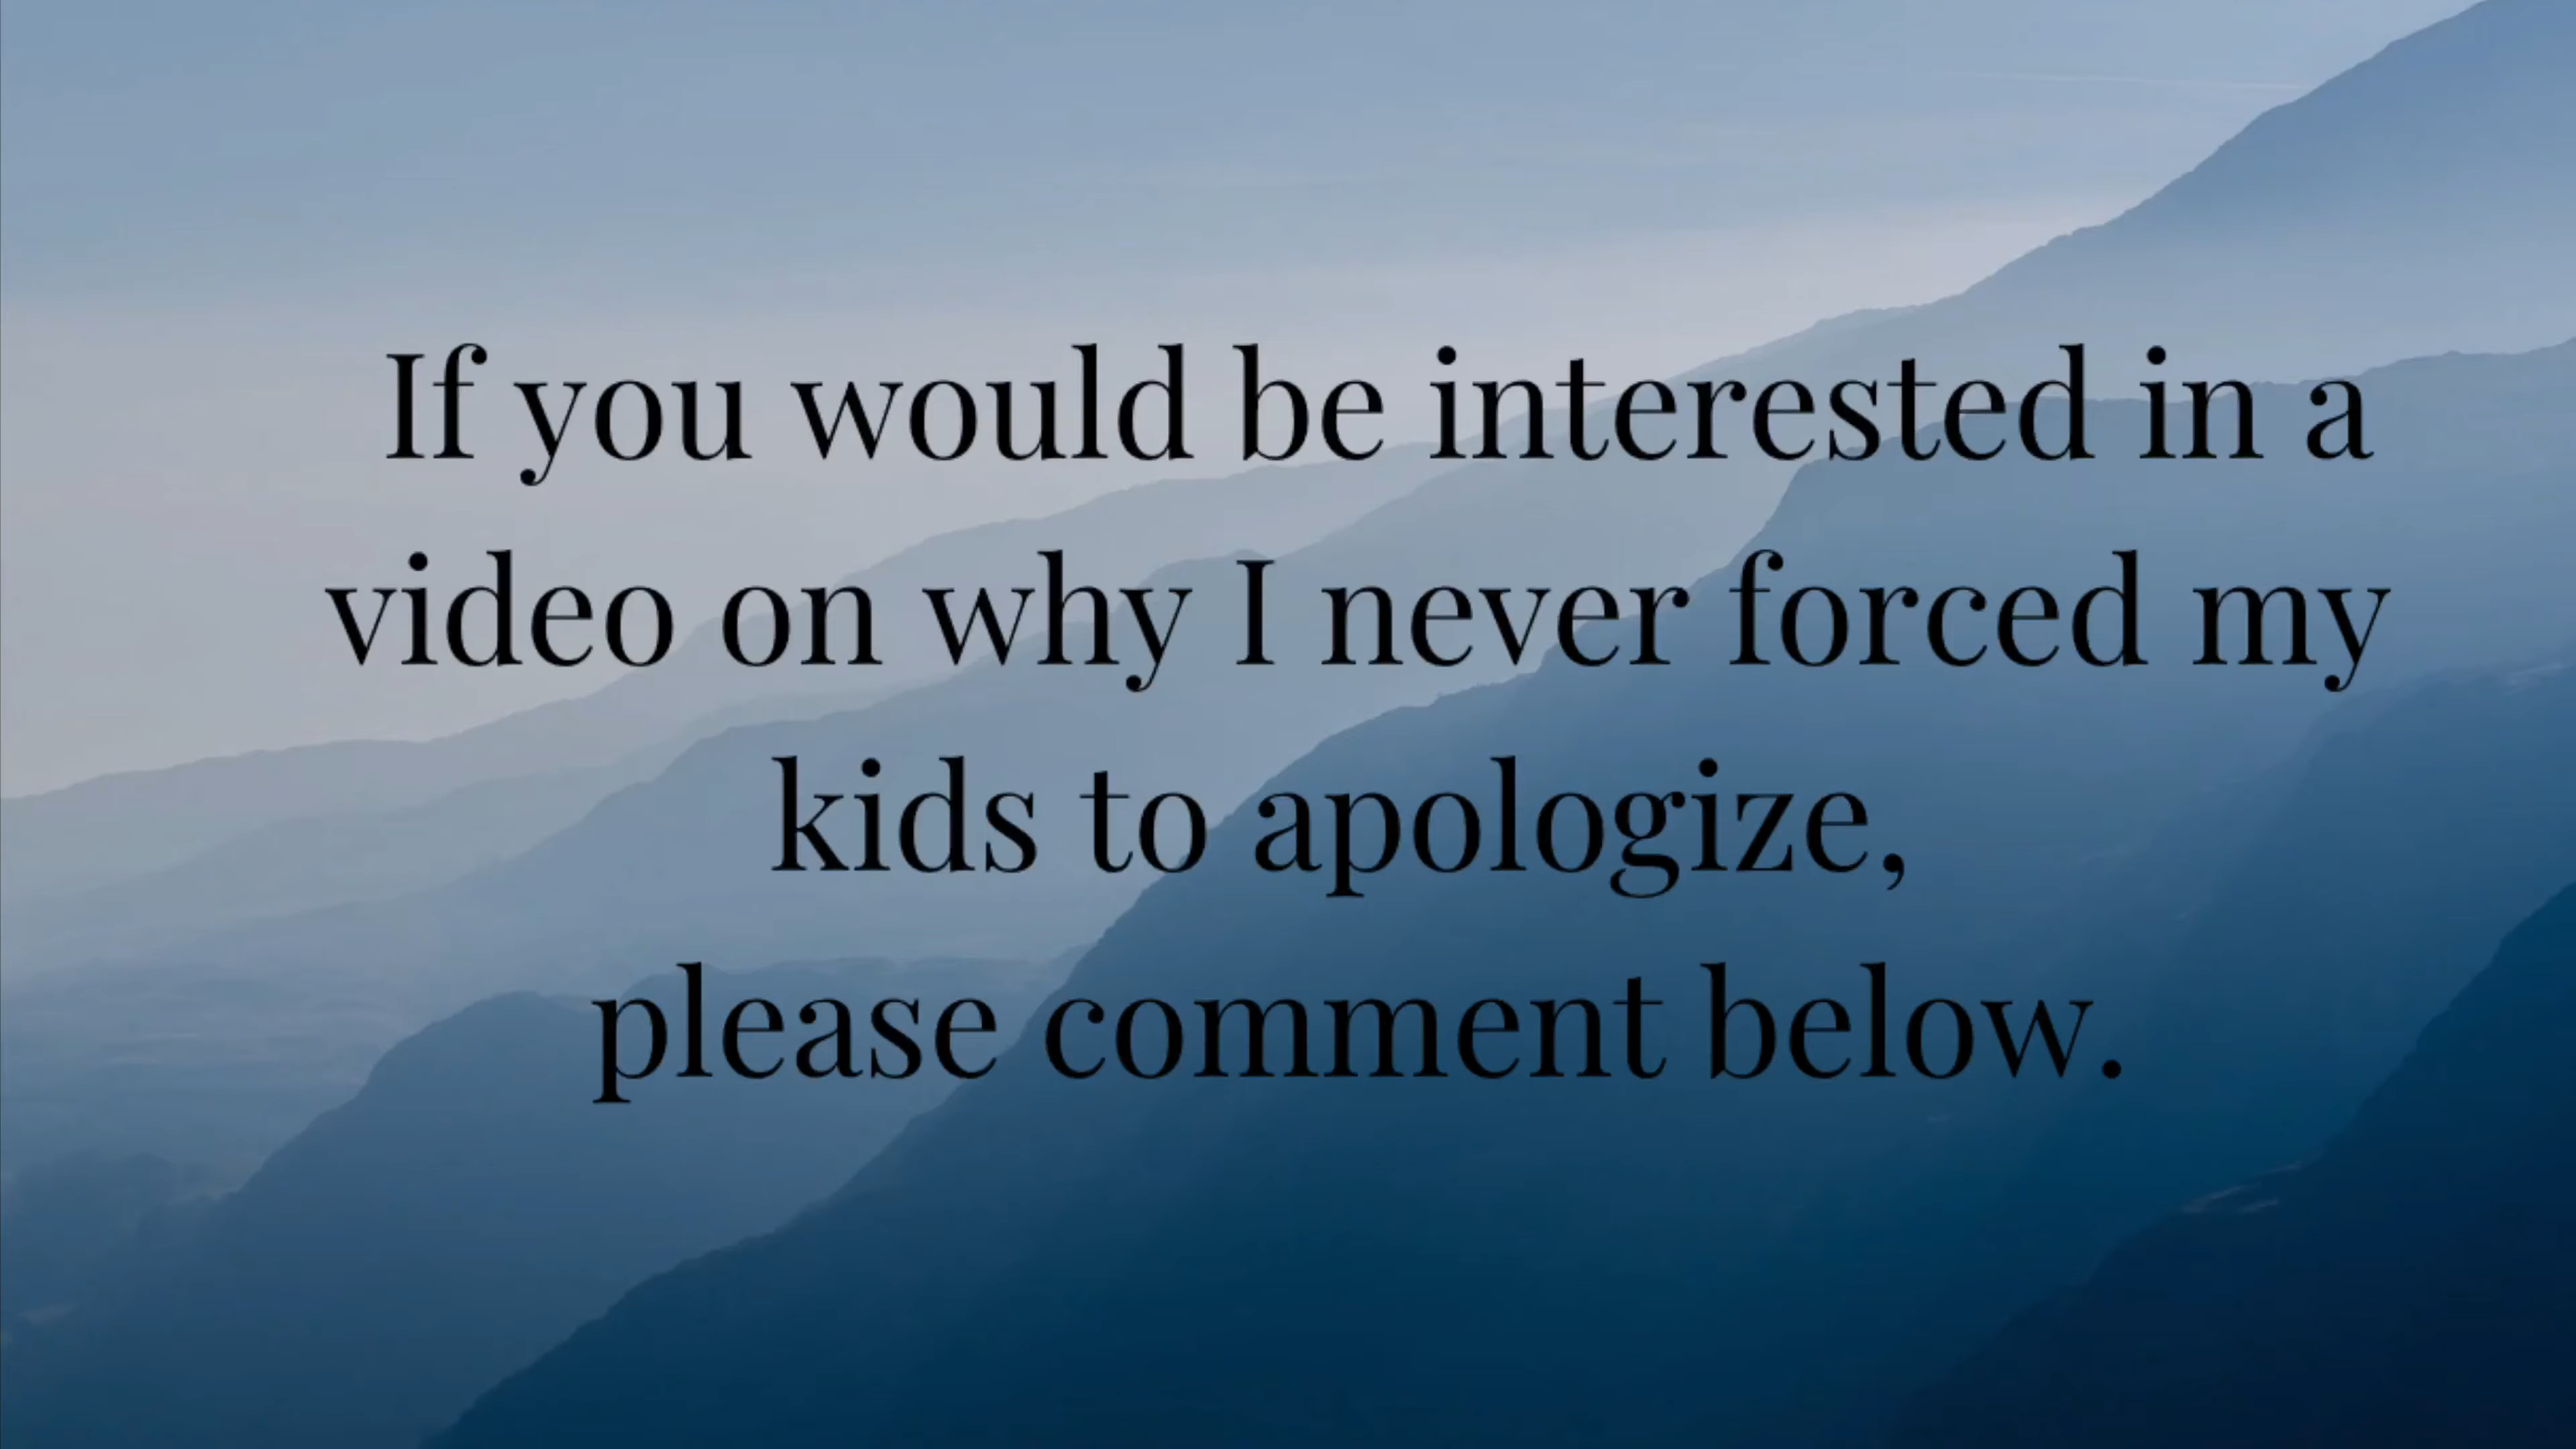 If you would be interested in a
video on why I never forced my
kids to apologize,
please comment below.